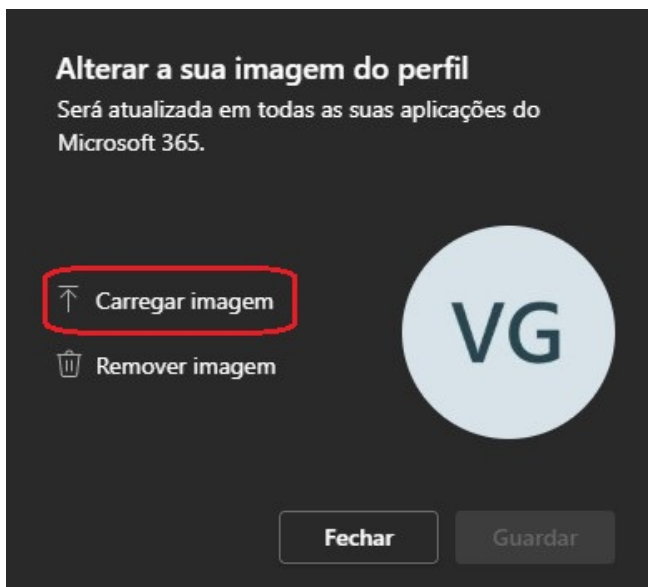 Alterar a sua imagem do perfil
Será atualizada em todas as suas aplicações do
Microsoft 365.
Carregar imagem
VG
Remover imagem
Fechar
Guardar